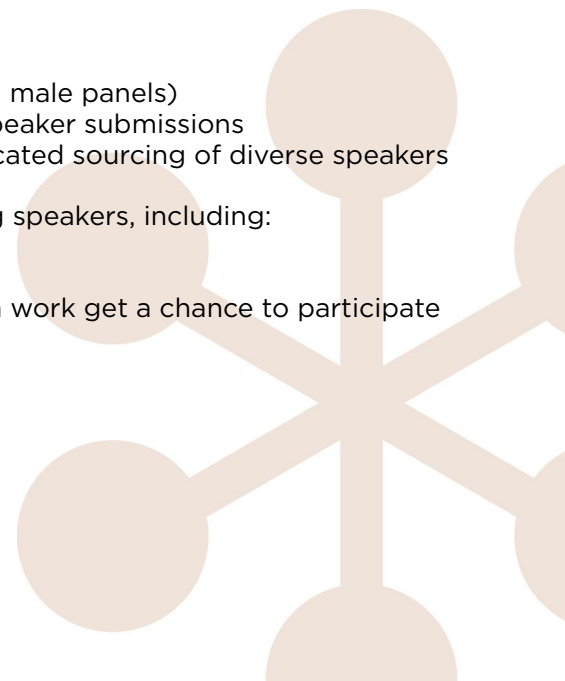 male panels)
peaker submissions
cated sourcing of diverse speakers
g speakers, including:
work get a chance to participate